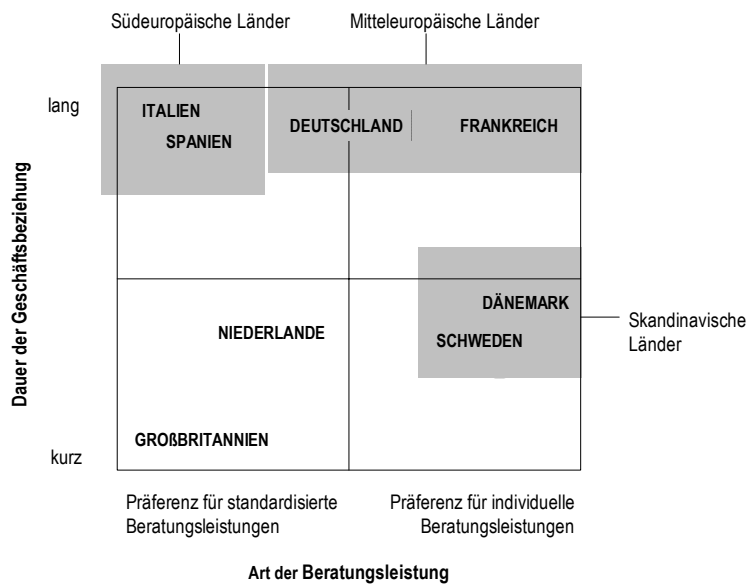 Südeuropäische Länder
Mitteleuropäische Länder
lang
ITALIEN
SPANIEN
DEUTSCHLAND
FRANKREICH
Dauer der Geschäftsbeziehung
DÄNEMARK
NIEDERLANDE
SCHWEDEN
Skandinavische
Länder
GROßBRITANNIEN
kurz
Präferenz für standardisierte
Beratungsleistungen
Präferenz für individuelle
Beratungsleistungen
Art der Beratungsleistung